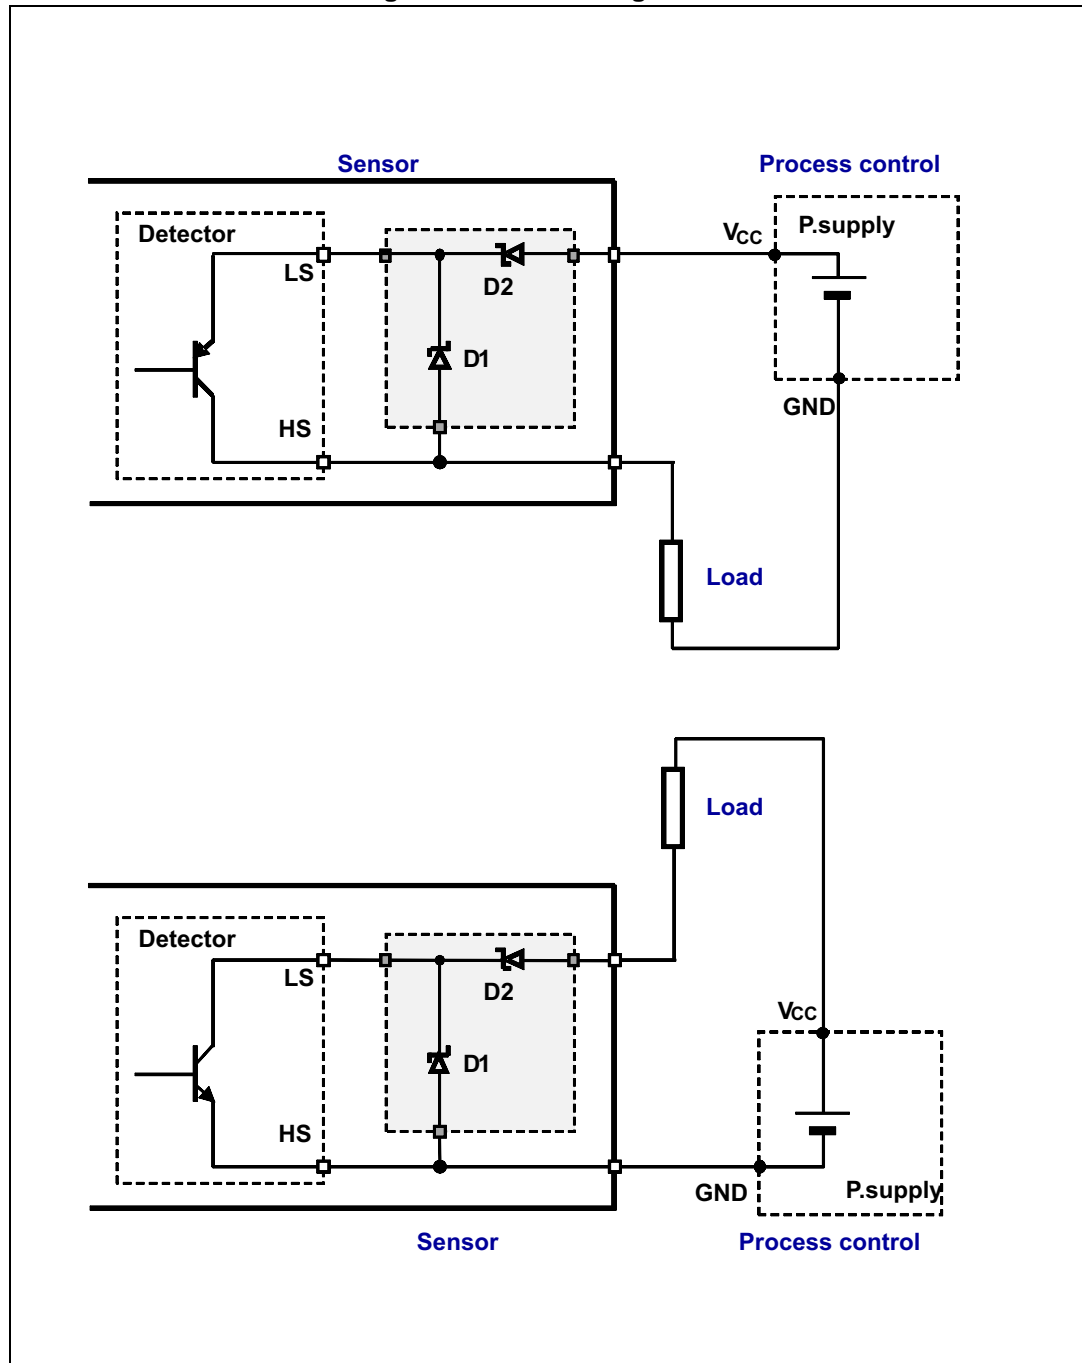 Sensor
Process control
Detector
VCC
P.supply
LS
D2
D1
GND
HS
Load
Load
Detector
LS
D2
VCC
D1
HS
GND
P.supply
Sensor
Process control